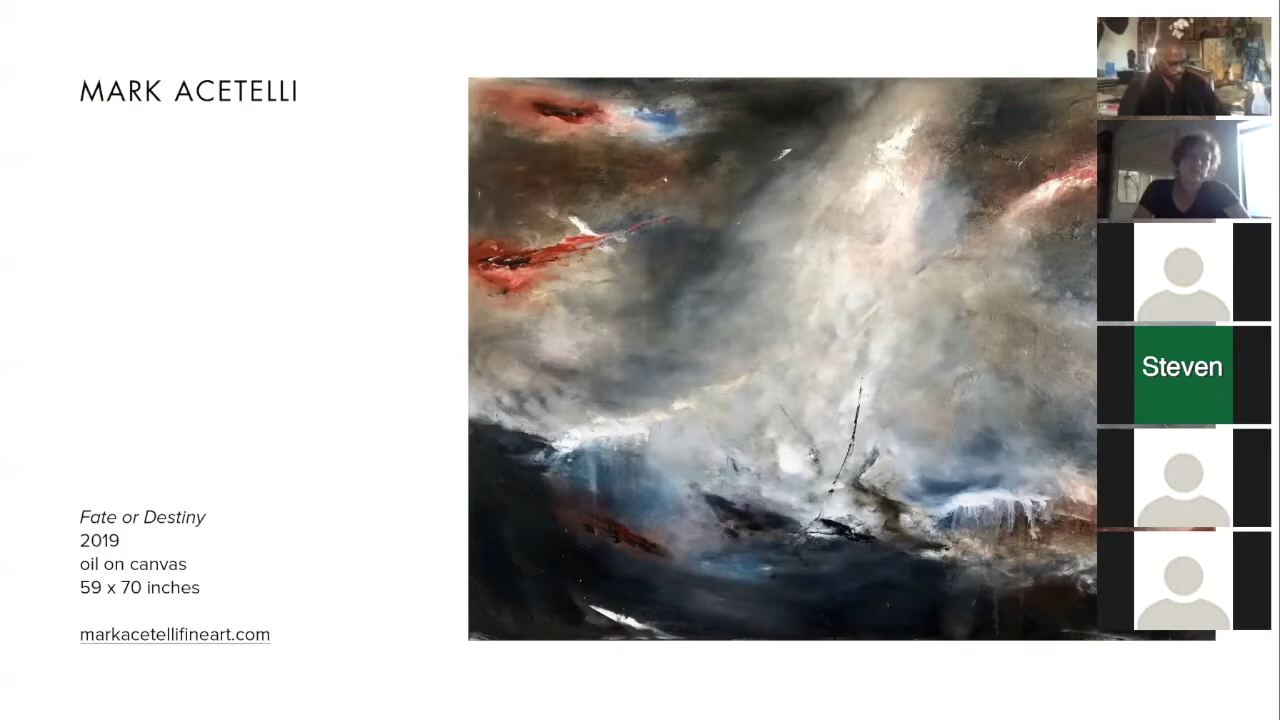 MARK ACETELLI
Steven
Fate or Destiny
2019
oil on canvas
59 x 70 inches
markacetellifineart.com